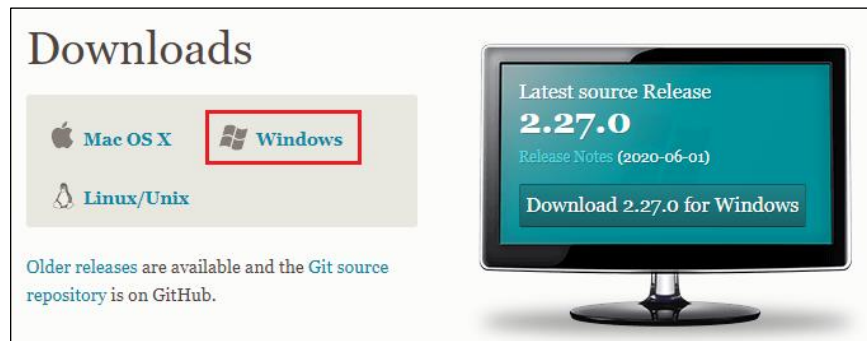 Downloads
Mac OS X
Windows
Linux/Unix
Older releases are available and the Git source
repository is on GitHub.
Latest source Release
2.27.0
Release Notes (2020-06-01)
Download 2.27.0 for Windows